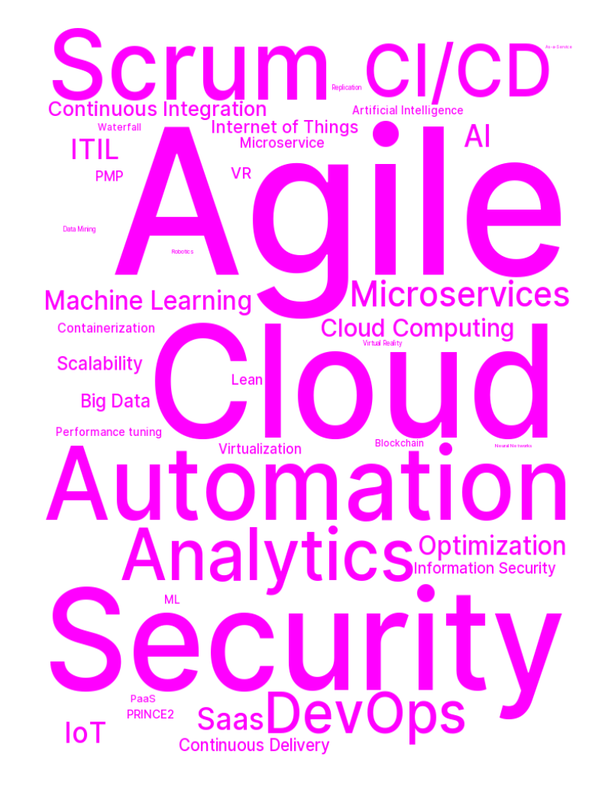 Scrum
CI/CD
Replication
Continuous Integration
Artificial Intelligence
Waterfall
Internet of Things
ITIL
Microservice
AI
PMP
VR
Agile
Data Mining
Robotics
Machine Learning
Microservices
Containerization
Cloud Computing
Virtual Reality
Scalability
Cloud
Lean
Big Data
Performance tuning
Blockchain
Virtualization
Automation
Analytics
Optimization
Information Security
Security
ML
PaaS
PRINCE2
Saas
DevOps
IoT
Continuous Delivery